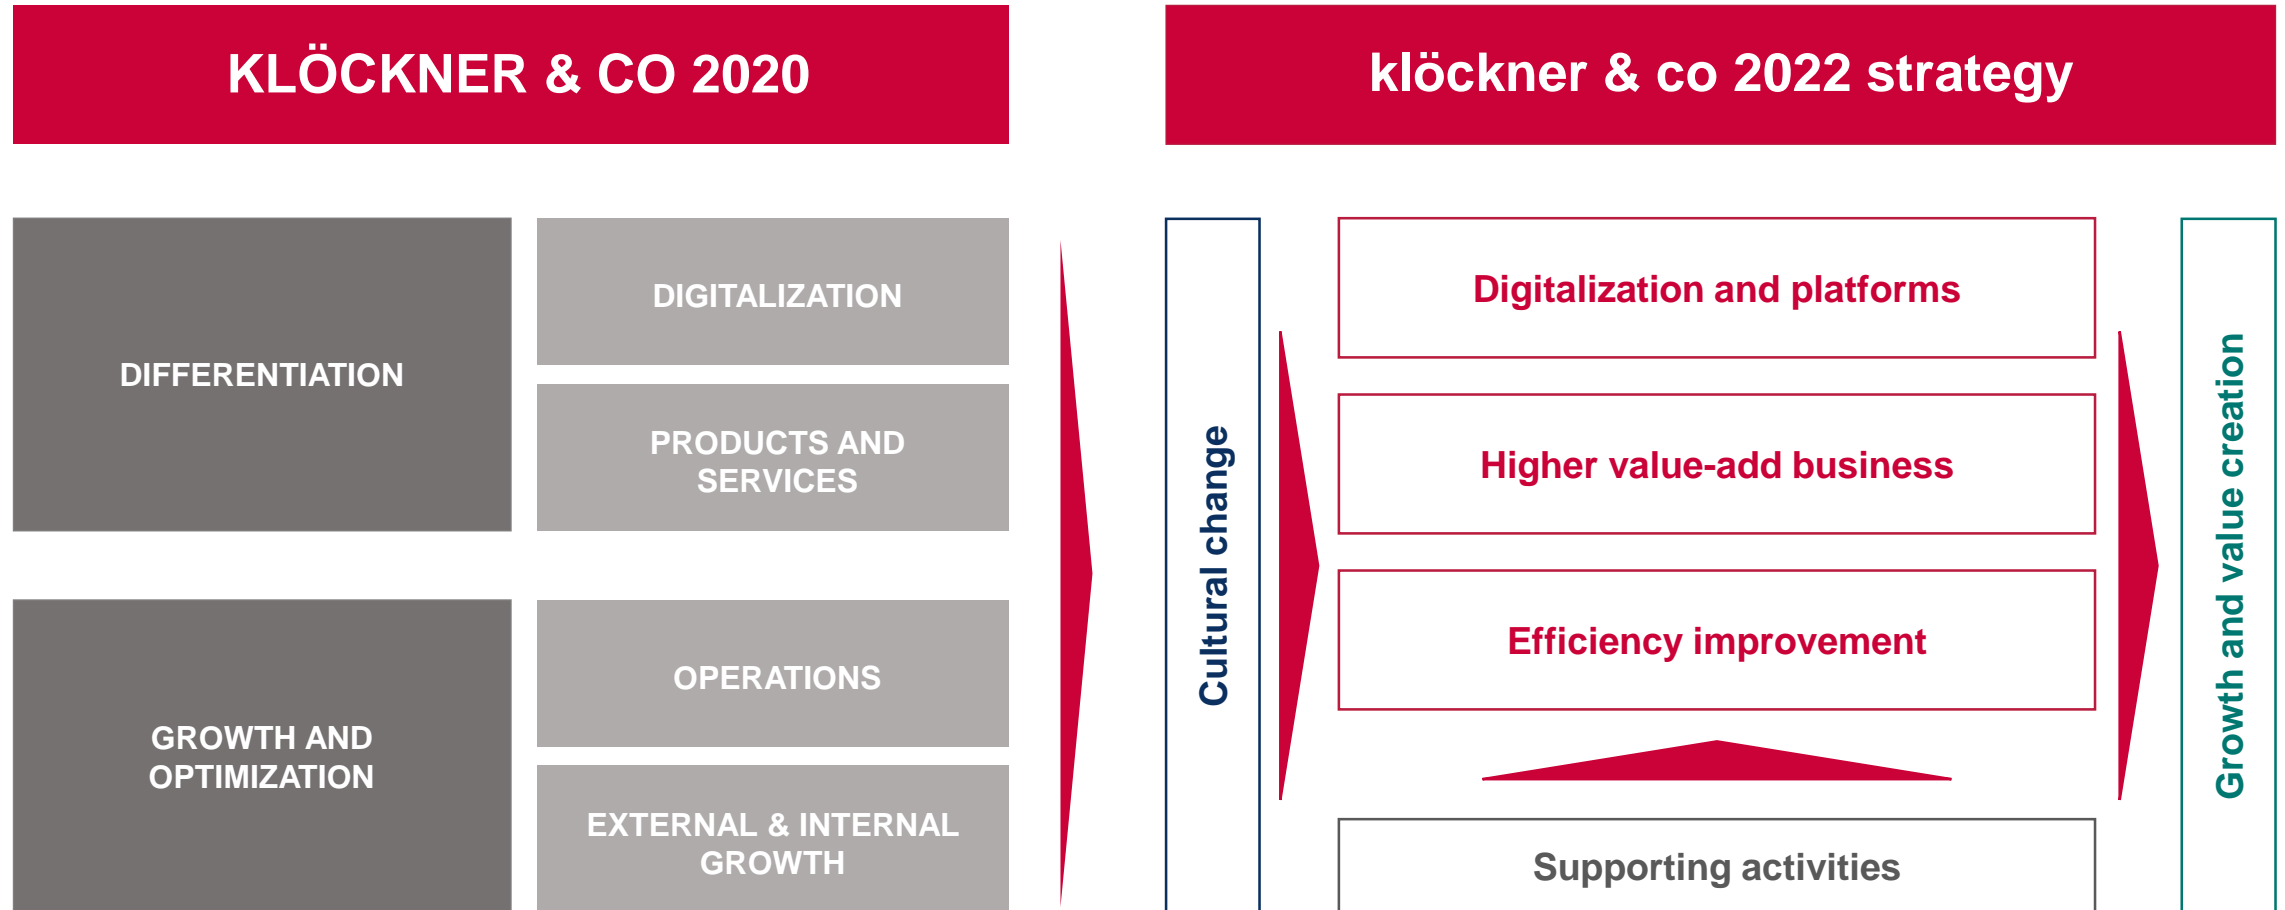 KLÖCKNER & CO 2020
DIFFERENTIATION
DIGITALIZATION
PRODUCTS AND
SERVICES
GROWTH AND
OPTIMIZATION
OPERATIONS
EXTERNAL & INTERNAL
GROWTH
klöckner & co 2022 strategy
Cultural change
Digitalization and platforms
Higher value-add business
Efficiency improvement
Supporting activities
Growth and value creation